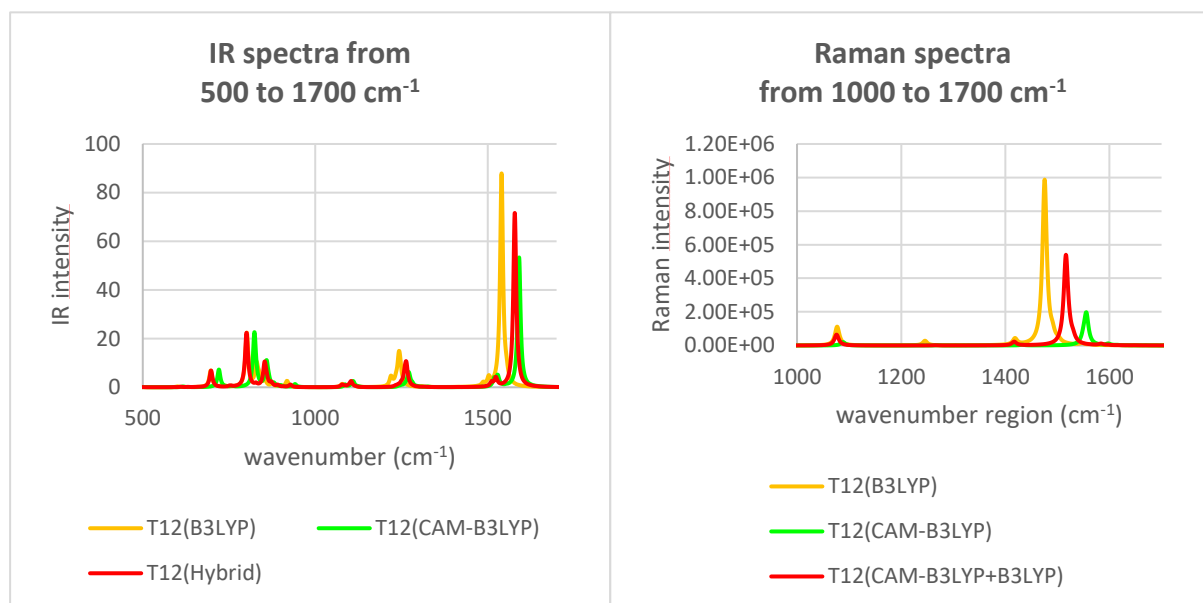 IR spectra from
500 to 1700 cm-1
100
80
60
40
20
0
IR intensity
500
1000
1500
wavenumber (cm-1)
T12(B3LYP)
T12(CAM-B3LYP)
T12(Hybrid)
Raman spectra
from 1000 to 1700 cm-1
1.20E+06
1.00E+06
8.00E+05
6.00E+05
4.00E+05
2.00E+05
0.00E+00
Raman intensity
1000
1200
1400
1600
wavenumber region (cm-1)
T12(B3LYP)
T12(CAM-B3LYP)
T12(CAM-B3LYP+B3LYP)